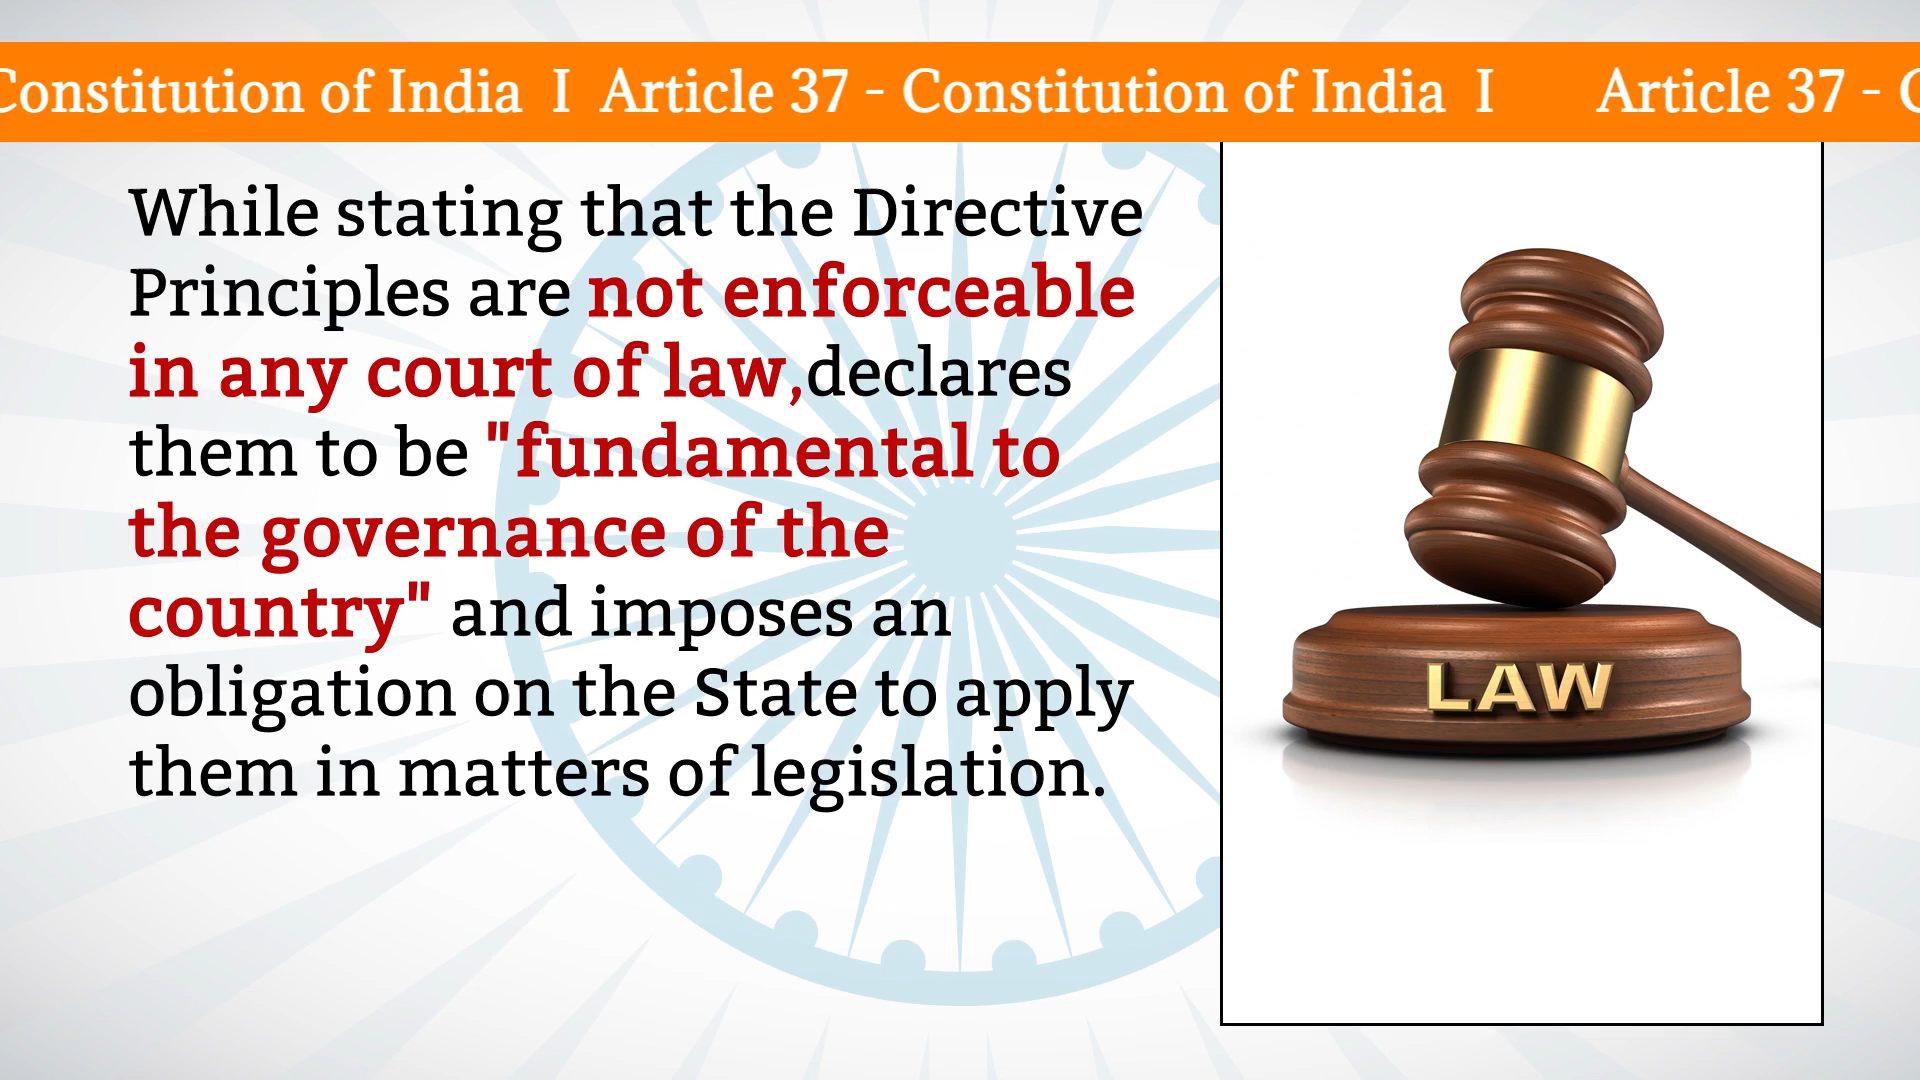 Constitution of India I Article 37 - Constitution of India I Article 37 -
While stating that the Directive
Principles are not enforceable
in any court of law,declares
them to be "fundamental to
the governance of the
country" and imposes an
obligation on the State to apply
them in matters of legislation.
LAW